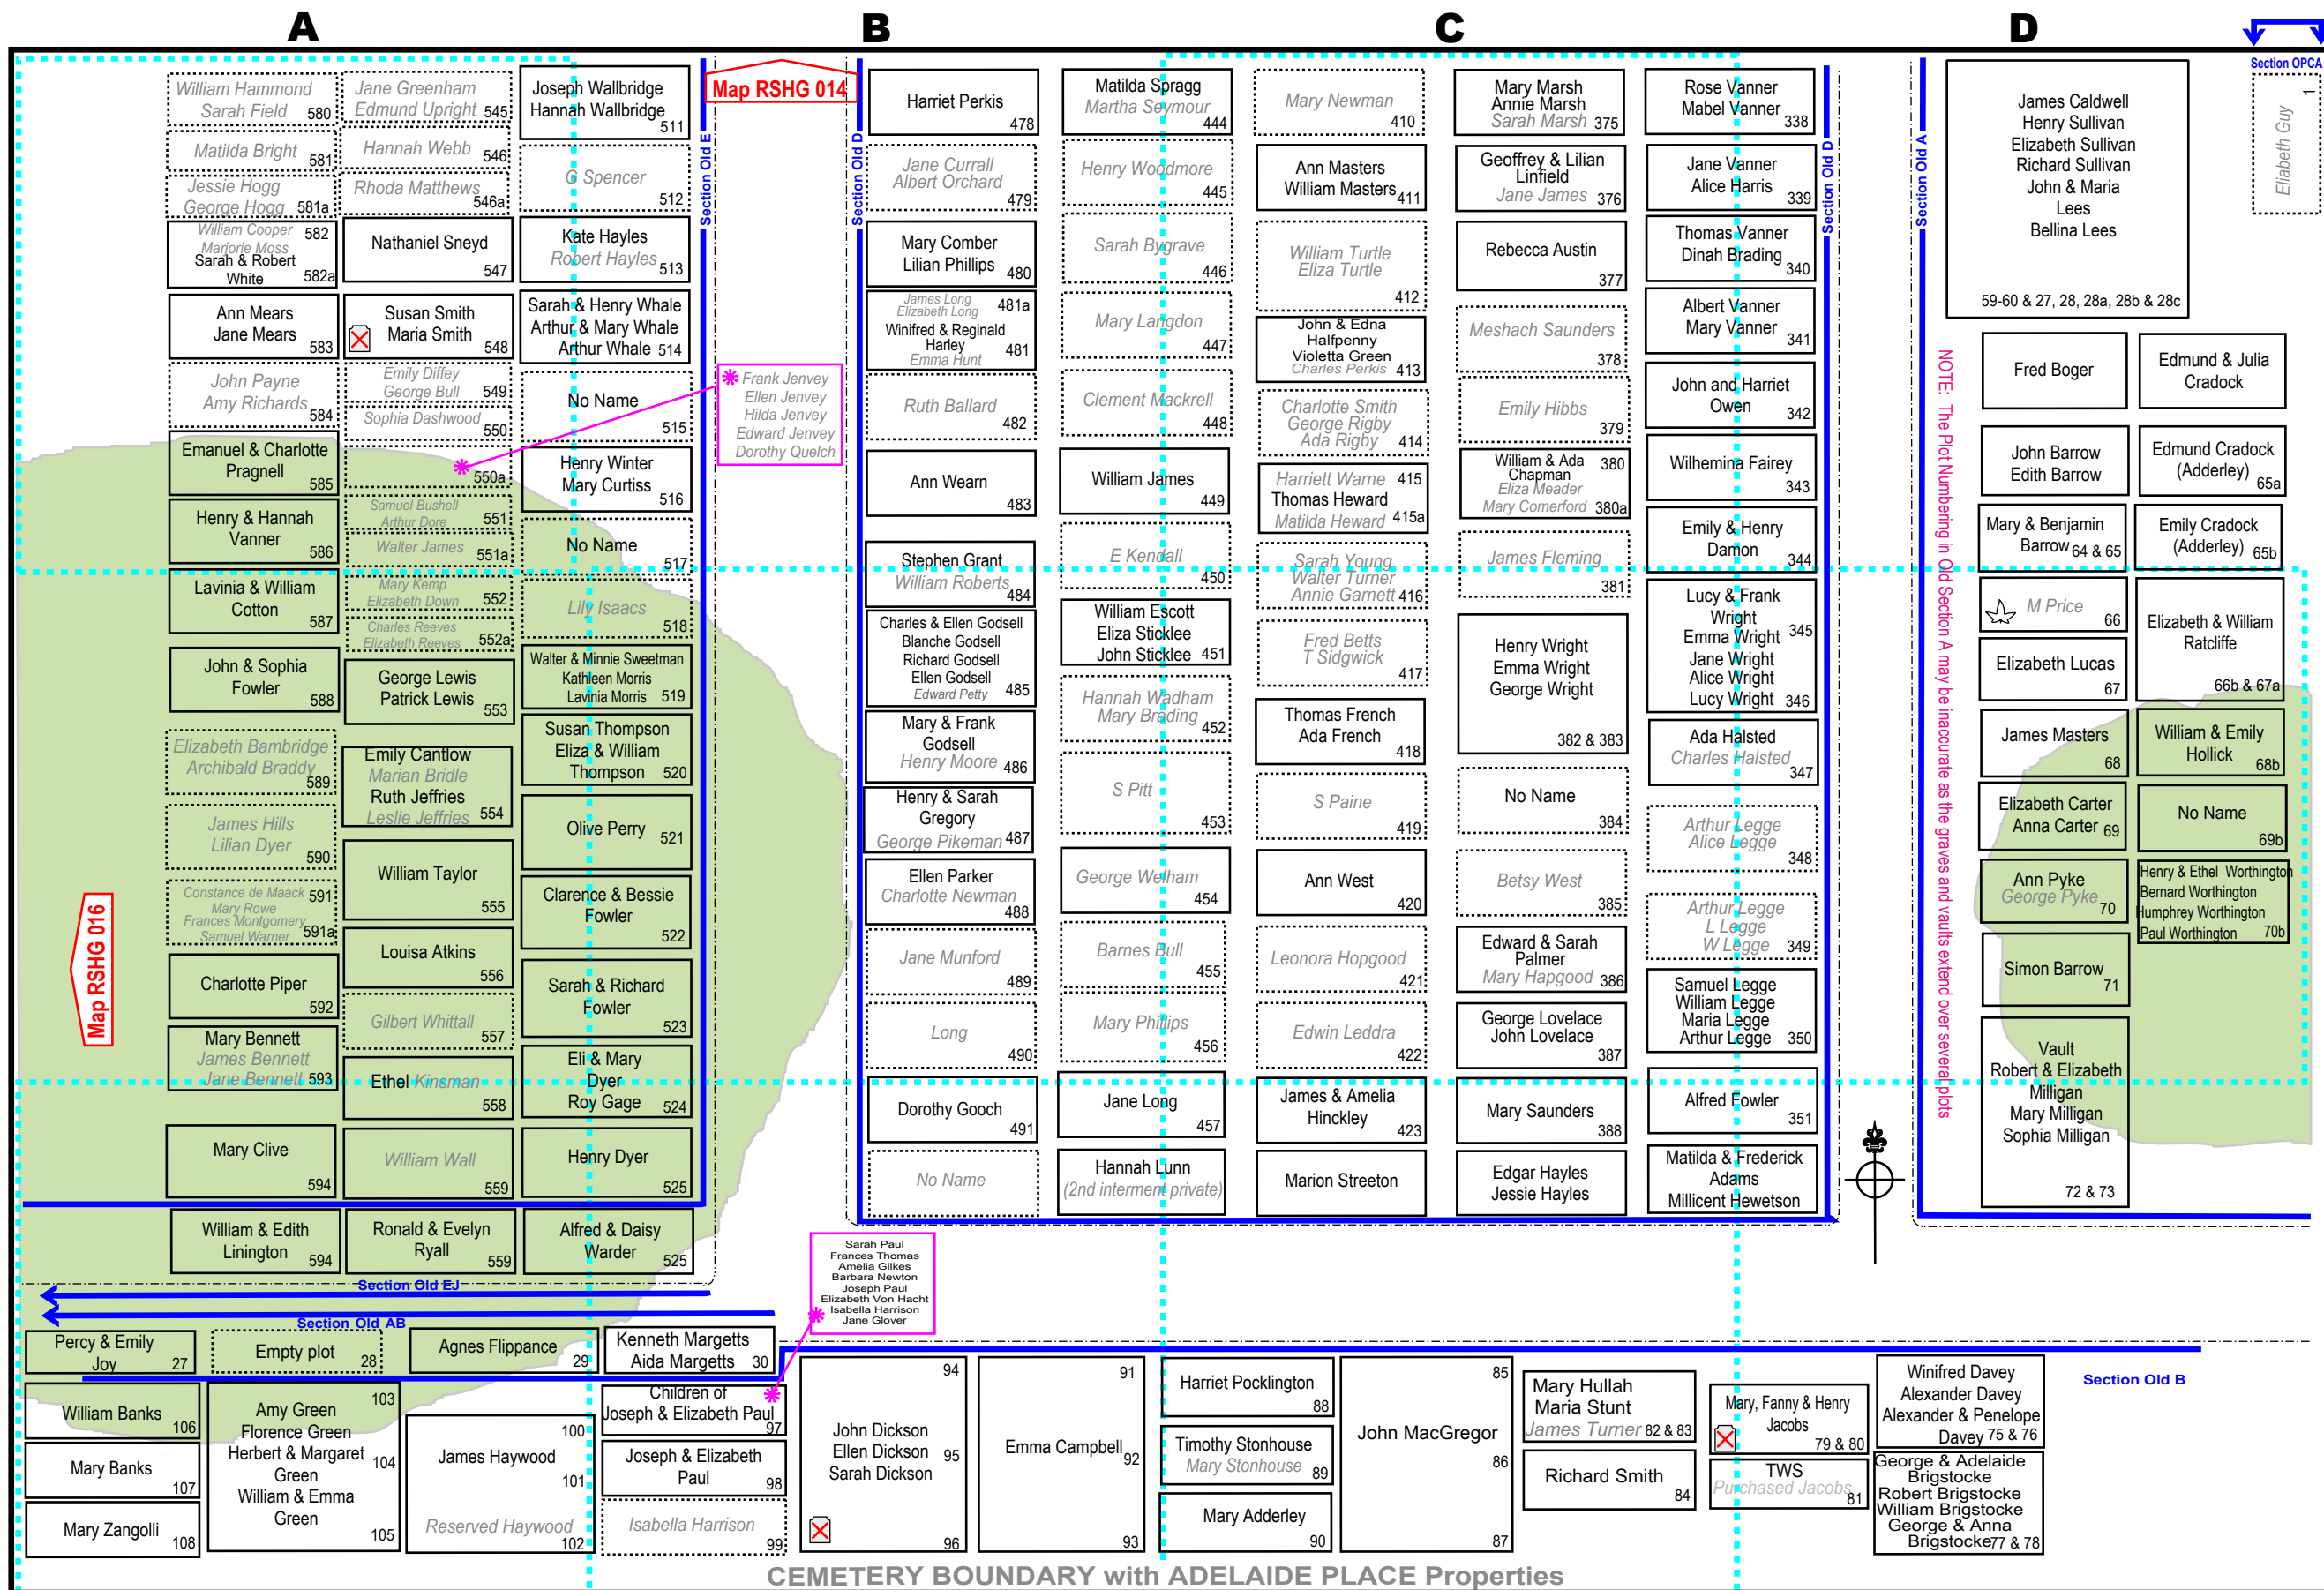 A
B
C
D
Map RSHG 014
Map RSHG 016
Section Old E
Section Old D
Section Old D
Section Old A
Section OPCA
William Hammond
Sarah Field 580
Matilda Bright 581
Jessie Hogg
George Hogg 581a
William Cooper 582
Marjorie Moss
Sarah & Robert
White 582a
Ann Mears
Jane Mears 583
John Payne
Amy Richards 584
Emanuel & Charlotte
Pragnell 585
Henry & Hannah
Vanner 586
Lavinia & William
Cotton 587
John & Sophia
Fowler 588
Elizabeth Bambridge
Archibald Braddy 589
James Hills
Lilian Dyer 590
Constance de Maack 591
Mary Rowe
Frances Montgomery
Samuel Warner 591a
Charlotte Piper
592
Mary Bennett
James Bennett
Jane Bennett 593
Mary Clive
594
William & Edith
Linington 594
Jane Greenham
Edmund Upright 545
Hannah Webb 546
Rhoda Matthews
546a
Nathaniel Sneyd
547
Susan Smith
Maria Smith
548
Emily Diffey
George Bull 549
Sophia Dashwood
550
550a
Samuel Bushell
Arthur Dore 551
Walter James 551a
Mary Kemp
Elizabeth Down 552
Charles Reeves
Elizabeth Reeves 552a
George Lewis
Patrick Lewis 553
Emily Cantlow
Marian Bridle
Ruth Jeffries
Leslie Jeffries 554
William Taylor
555
Louisa Atkins
556
Gilbert Whittall
557
Ethel Kinsman
558
William Wall
559
Ronald & Evelyn
Ryall 559
Joseph Wallbridge
Hannah Wallbridge
511
G Spencer
512
Kate Hayles
Robert Hayles 513
Sarah & Henry Whale
Arthur & Mary Whale
Arthur Whale 514
No Name
515
Henry Winter
Mary Curtiss
516
No Name
517
Lily Isaacs
518
Walter & Minnie Sweetman
Kathleen Morris
Lavinia Morris 519
Susan Thompson
Eliza & William
Thompson 520
Olive Perry 521
Clarence & Bessie
Fowler
522
Sarah & Richard
Fowler
523
Eli & Mary
Dyer
Roy Gage 524
Henry Dyer
525
Alfred & Daisy
Warder
525
Frank Jenvey
Ellen Jenvey
Hilda Jenvey
Edward Jenvey
Dorothy Quelch
Harriet Perkis
478
Jane Currall
Albert Orchard
479
Mary Comber
Lilian Phillips 480
James Long 481a
Elizabeth Long
Winifred & Reginald
Harley 481
Emma Hunt
Ruth Ballard
482
Ann Wearn
483
Stephen Grant
William Roberts
484
Charles & Ellen Godsell
Blanche Godsell
Richard Godsell
Ellen Godsell
Edward Petty 485
Mary & Frank
Godsell
Henry Moore 486
Henry & Sarah
Gregory
George Pikeman 487
Ellen Parker
Charlotte Newman
488
Jane Munford
489
Long
490
Dorothy Gooch
491
No Name
Matilda Spragg
Martha Seymour
444
Henry Woodmore
445
Sarah Bygrave
446
Mary Langdon
447
Clement Mackrell
448
William James
449
E Kendall
450
William Escott
Eliza Sticklee
John Sticklee 451
Hannah Wadham
Mary Brading
452
S Pitt
453
George Welham
454
Barnes Bull
455
Mary Phillips
456
Jane Long
457
Hannah Lunn
(2nd interment private)
Mary Newman
410
Ann Masters
William Masters 411
William Turtle
Eliza Turtle
412
John & Edna
Halfpenny
Violetta Green
Charles Perkis 413
Charlotte Smith
George Rigby
Ada Rigby 414
Harriett Warne 415
Thomas Heward
Matilda Heward 415a
Sarah Young
Walter Turner
Annie Garnett 416
Fred Betts
T Sidgwick
417
Thomas French
Ada French
418
S Paine
419
Ann West
420
Leonora Hopgood
421
Edwin Leddra
422
James & Amelia
Hinckley
423
Marion Streeton
Mary Marsh
Annie Marsh
Sarah Marsh 375
Geoffrey & Lilian
Linfield
Jane James 376
Rebecca Austin
377
Meshach Saunders
378
Emily Hibbs
379
William & Ada 380
Chapman
Eliza Meader
Mary Comerford 380a
James Fleming
381
Henry Wright
Emma Wright
George Wright
382 & 383
No Name
384
Betsy West
385
Edward & Sarah
Palmer
Mary Hapgood 386
George Lovelace
John Lovelace
387
Mary Saunders
388
Edgar Hayles
Jessie Hayles
Rose Vanner
Mabel Vanner
338
Jane Vanner
Alice Harris
339
Thomas Vanner
Dinah Brading
340
Albert Vanner
Mary Vanner
341
John and Harriet
Owen
342
Wilhemina Fairey
343
Emily & Henry
Damon
344
Lucy & Frank
Wright
Emma Wright 345
Jane Wright
Alice Wright
Lucy Wright 346
Ada Halsted
Charles Halsted
347
Arthur Legge
Alice Legge
348
Arthur Legge
L Legge
W Legge 349
Samuel Legge
William Legge
Maria Legge
Arthur Legge 350
Alfred Fowler
351
Matilda & Frederick
Adams
Millicent Hewetson
NOTE: The Plot Numbering in Old Section A may be inaccurate as the graves and vaults extend over several plots
James Caldwell
Henry Sullivan
Elizabeth Sullivan
Richard Sullivan
John & Maria
Lees
Bellina Lees
59-60 & 27, 28, 28a, 28b & 28c
Eliabeth Guy 1
Fred Boger
Edmund & Julia
Cradock
John Barrow
Edith Barrow
Edmund Cradock
(Adderley)
65a
Mary & Benjamin
Barrow 64 & 65
Emily Cradock
(Adderley) 65b
M Price
66
Elizabeth & William
Ratcliffe
66b & 67a
Elizabeth Lucas
67
James Masters
68
William & Emily
Hollick
68b
Elizabeth Carter
Anna Carter 69
No Name
69b
Ann Pyke
George Pyke 70
Henry & Ethel Worthington
Bernard Worthington
Humphrey Worthington
Paul Worthington 70b
Simon Barrow
71
Vault
Robert & Elizabeth
Milligan
Mary Milligan
Sophia Milligan
72 & 73
Section Old EJ
Section Old AB
Sarah Paul
Frances Thomas
Amelia Gilkes
Barbara Newton
Joseph Paul
Elizabeth Von Hacht
Isabella Harrison
Jane Glover
Percy & Emily
Joy 27
Empty plot 28
Agnes Flippance 29
Kenneth Margetts
Aida Margetts 30
Section Old B
William Banks
106
Mary Banks
107
Mary Zangolli
108
103
Amy Green
Florence Green
Herbert & Margaret
Green 104
William & Emma
Green
105
100
James Haywood
101
Reserved Haywood
102
Children of
Joseph & Elizabeth Paul
97
Joseph & Elizabeth
Paul 98
Isabella Harrison
99
94
John Dickson
Ellen Dickson 95
Sarah Dickson
96
91
Emma Campbell 92
93
Harriet Pocklington
88
Timothy Stonhouse
Mary Stonhouse 89
Mary Adderley
90
85
John MacGregor
86
87
Mary Hullah
Maria Stunt
James Turner 82 & 83
Richard Smith
84
Mary, Fanny & Henry
Jacobs
79 & 80
TWS
Purchased Jacobs 81
Winifred Davey
Alexander Davey
Alexander & Penelope
Davey 75 & 76
George & Adelaide
Brigstocke
Robert Brigstocke
William Brigstocke
George & Anna
Brigstocke 77 & 78
CEMETERY BOUNDARY with ADELAIDE PLACE Properties